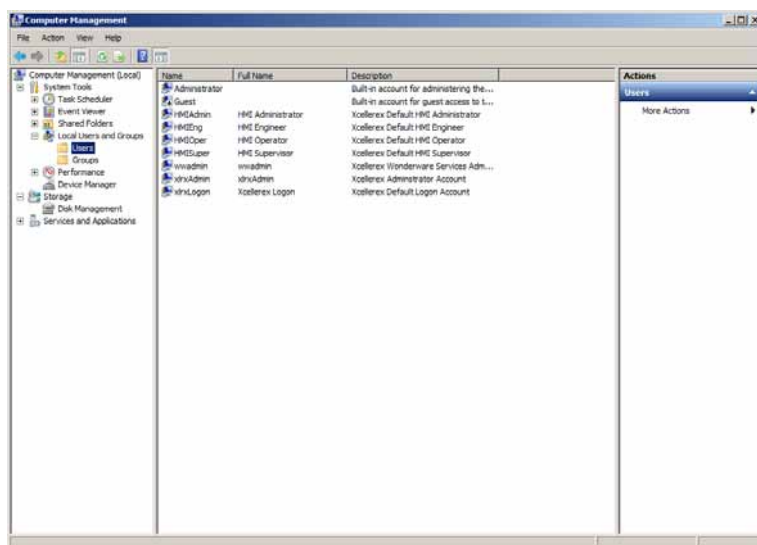 Computer Management
File Action View Help
Computer Management (Local)
System Tools
Task Scheduler
Event Viewer
Shared Folders
Local Users and Groups
Users
Groups
Performance
Device Manager
Storage
Disk Management
Services and Applications
Name Full Name Description
Administrator Built-in account for administering the...
Guest Built-in account for guest access to t...
HMIAdmin HMI Administrator Xcellerex Default HMI Administrator
HMIEng HMI Engineer Xcellerex Default HMI Engineer
HMIOper HMI Operator Xcellerex Default HMI Operator
HMISuper HMI Supervisor Xcellerex Default HMI Supervisor
wwadmin wwadmin Xcellerex Wonderware Services Adm...
xlrxAdmin xlrxAdmin Xcellerex Adminstrator Account
xlrxLogon Xcellerex Logon Xcellerex Default Logon Account
Actions
Users
More Actions